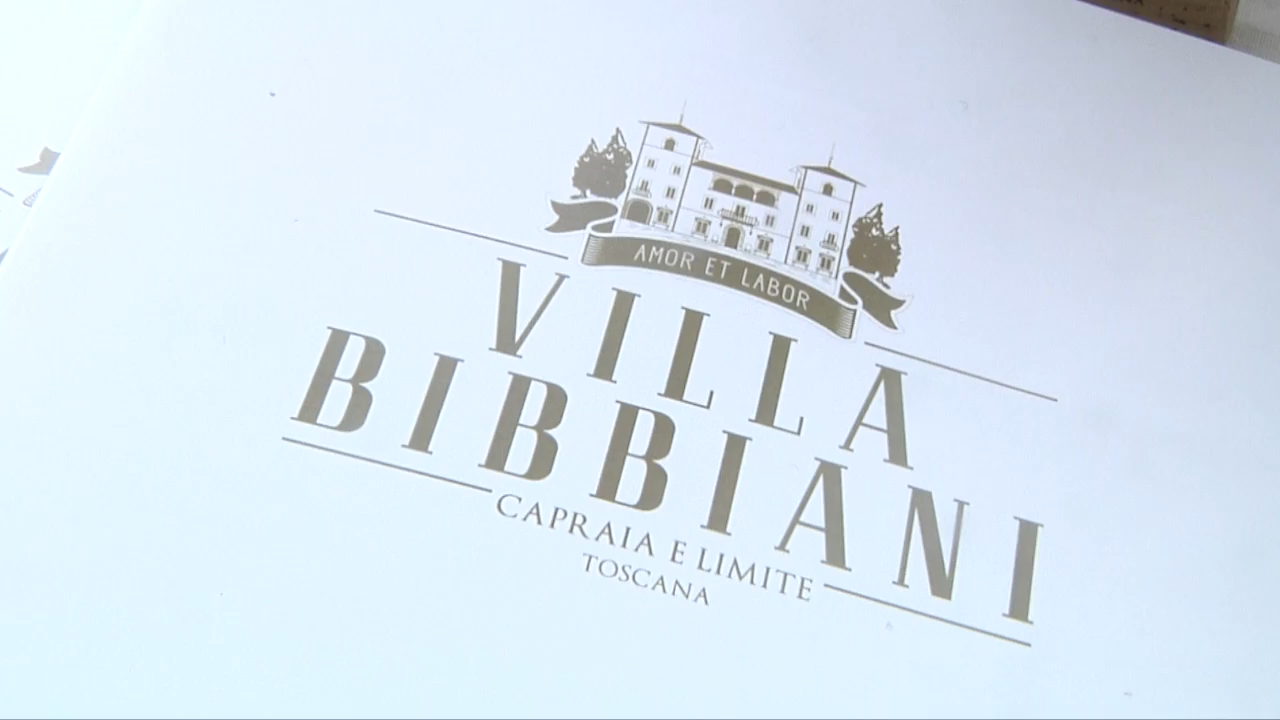 AMOR ET LABOR
VILLA
BIBBIANI
CAPRAIA E LIMITE
TOSCANA